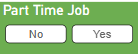 Part Time Job
No Yes